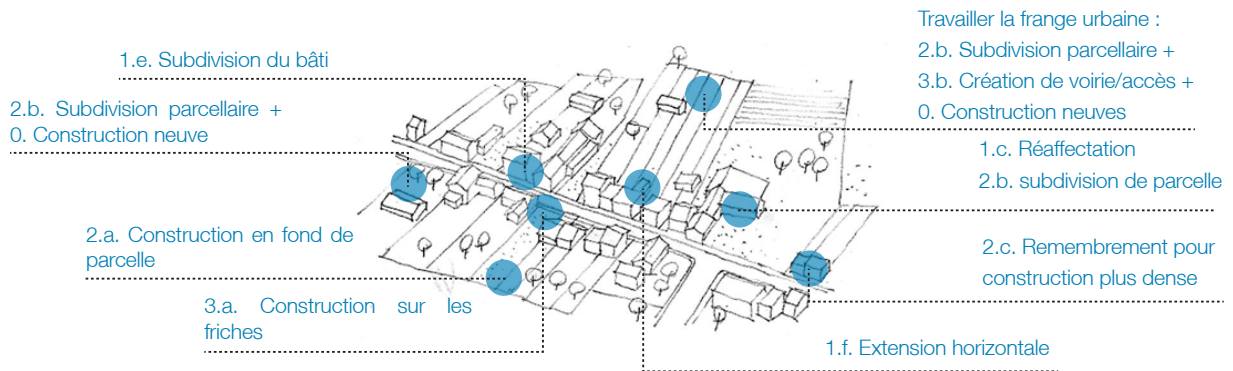 1.e. Subdivision du bâti
2.b. Subdivision parcellaire +
0. Construction neuve
2.a. Construction en fond de
parcelle
3.a. Construction sur les
friches
Travailler la frange urbaine :
2.b. Subdivision parcellaire +
3.b. Création de voirie/accès +
0. Construction neuves
1.c. Réaffectation
2.b. subdivision de parcelle
2.c. Remembrement pour
construction plus dense
1.f. Extension horizontale